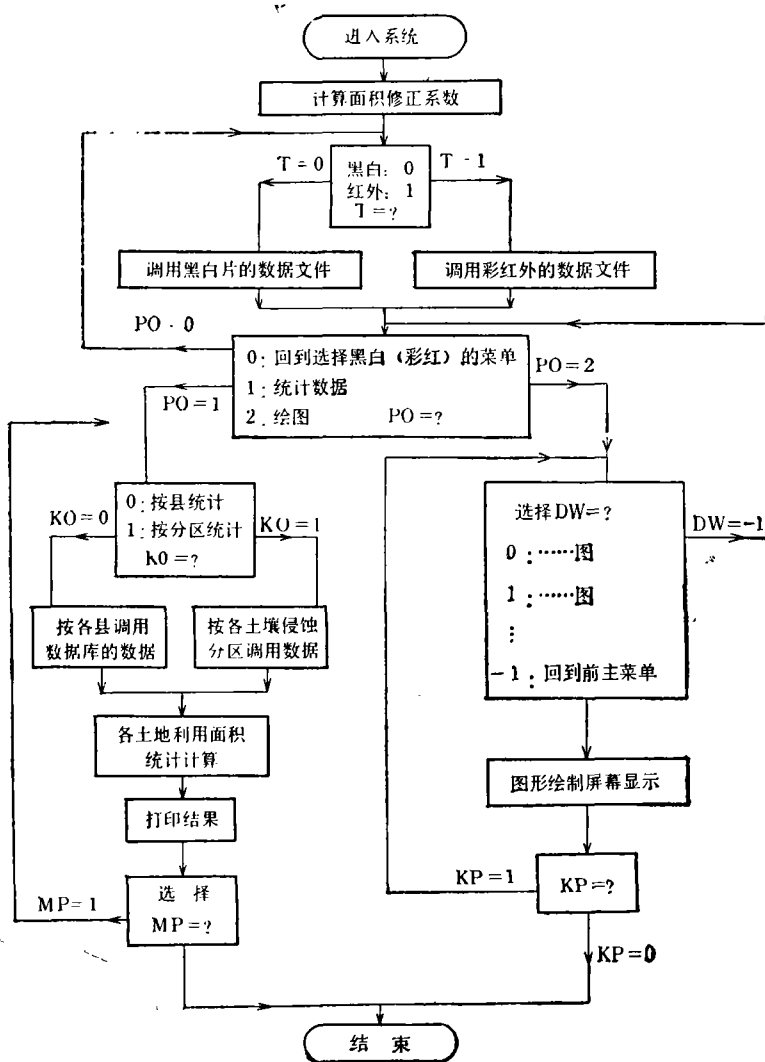 进入系统
计算面积修正系数
T=0
黑白: 0
红外: 1
T=?
T-1
调用黑白片的数据文件
调用彩红外的数据文件
PO-0
0:回到选择黑白（彩红）的菜单
1:统计数据
2.绘图 PO=?
PO=1
PO=2
0:按县统计
1:按分区统计
K0=?
KO=0
KO=1
按各县调用
数据库的数据
按各土壤侵蚀
分区调用数据
各土地利用面积
统计计算
打印结果
选 择
MP=?
MP=1
选择DW=?
0:……图
1:……图
⋮
-1:回到前主菜单
DW=-1
图形绘制屏幕显示
KP=?
KP=1
KP=0
结 束